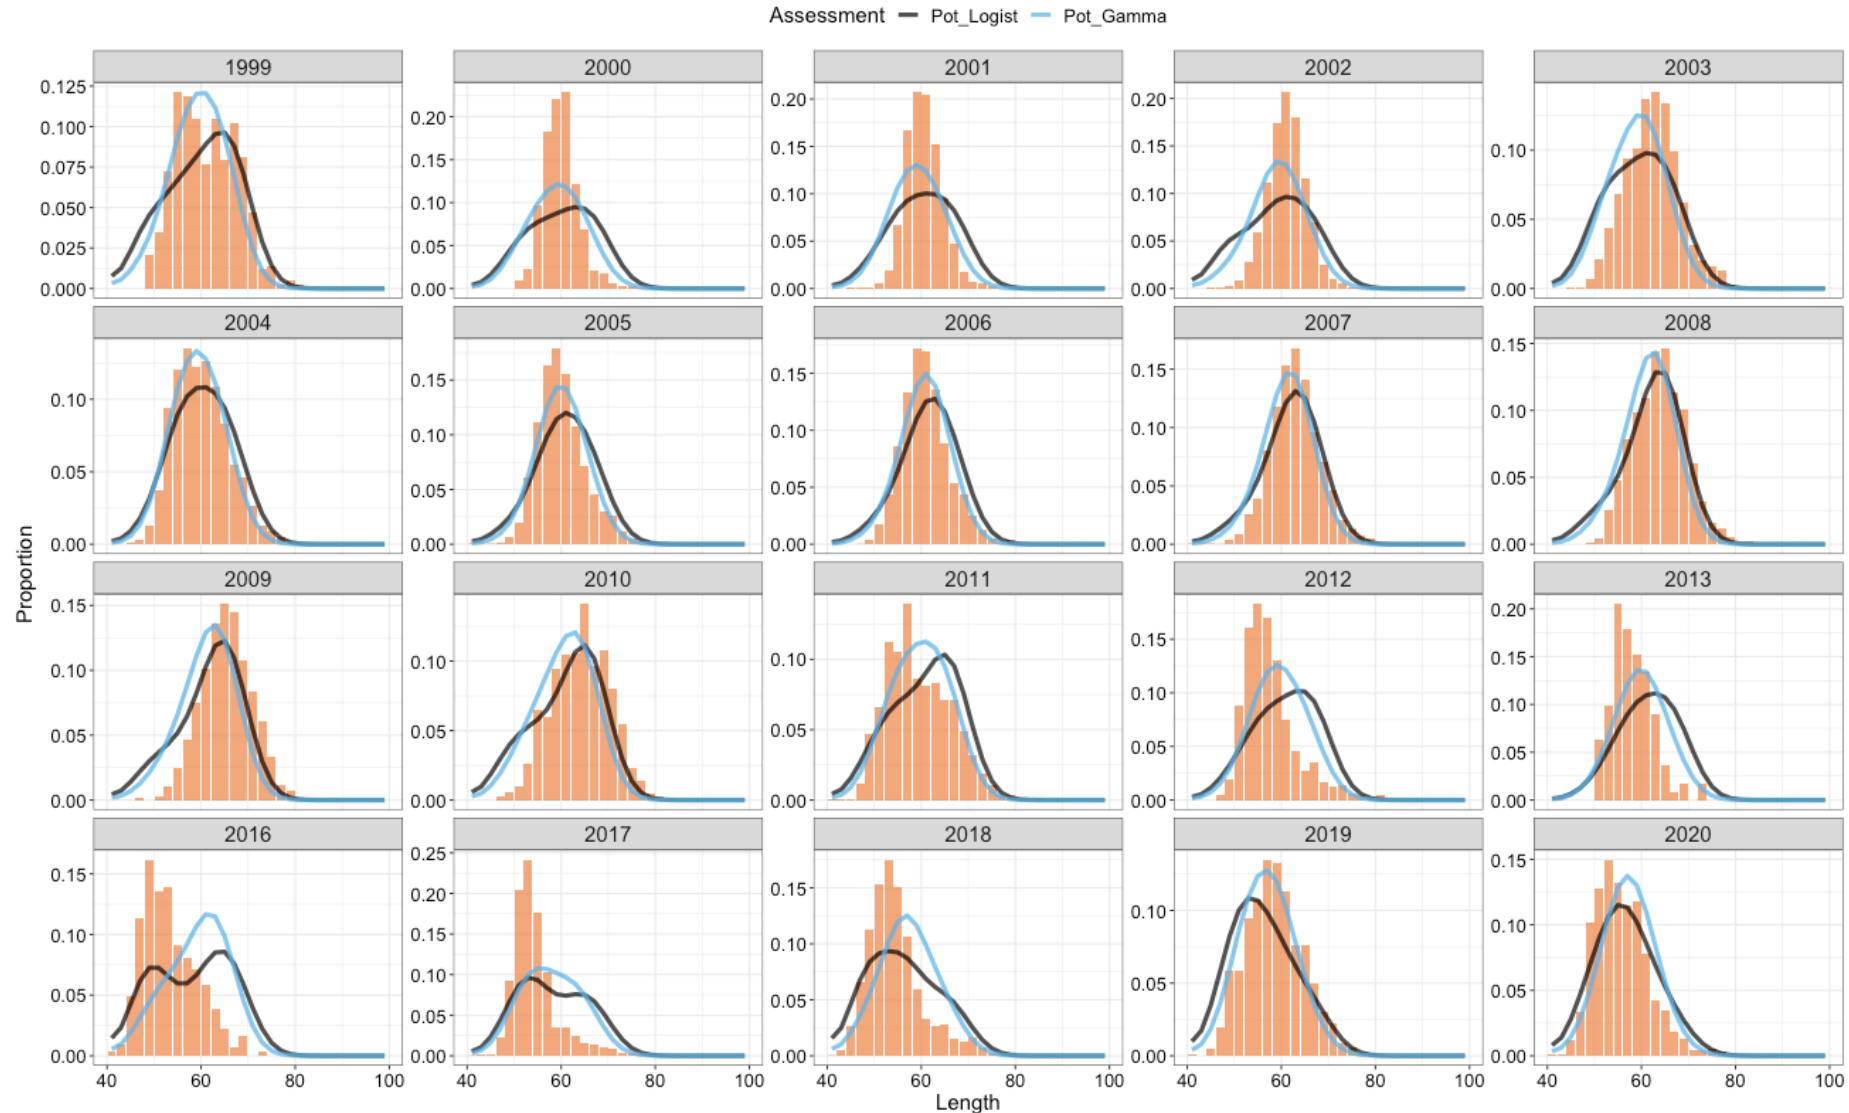 Assessment Pot_Logist Pot_Gamma
1999 2000 2001 2002 2003
0.125 0.100 0.075 0.050 0.025 0.000
0.20 0.15 0.10 0.05 0.00
0.20 0.15 0.10 0.05 0.00
0.20 0.15 0.10 0.05 0.00
0.10 0.05 0.00
2004 2005 2006 2007 2008
0.10 0.05 0.00
0.15 0.10 0.05 0.00
0.15 0.10 0.05 0.00
0.15 0.10 0.05 0.00
0.15 0.10 0.05 0.00
Proportion
2009 2010 2011 2012 2013
0.15 0.10 0.05 0.00
0.10 0.05 0.00
0.10 0.05 0.00
0.15 0.10 0.05 0.00
0.20 0.15 0.10 0.05 0.00
2016 2017 2018 2019 2020
0.15 0.10 0.05 0.00
0.25 0.20 0.15 0.10 0.05 0.00
0.15 0.10 0.05 0.00
0.10 0.05 0.00
0.15 0.10 0.05 0.00
40 60 80 100 40 60 80 100 40 60 80 100 40 60 80 100 40 60 80 100
Length